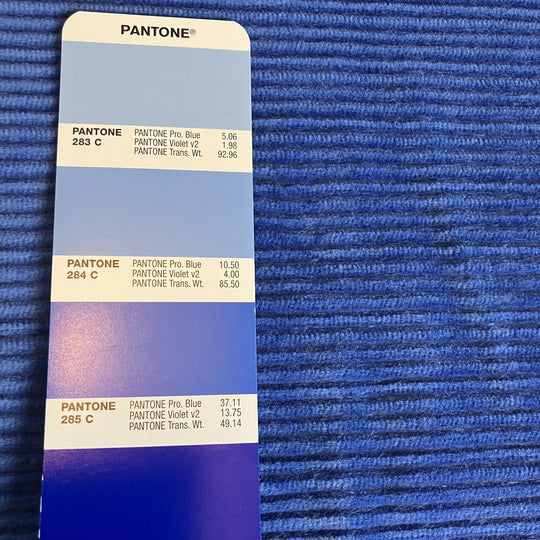 PANTONE®
PANTONE 283 C
PANTONE Pro. Blue 5.06
PANTONE Violet v2 1.98
PANTONE Trans. Wt. 92.96
PANTONE 284 C
PANTONE Pro. Blue 10.50
PANTONE Violet v2 4.00
PANTONE Trans. Wt. 85.50
PANTONE 285 C
PANTONE Pro. Blue 37.11
PANTONE Violet v2 13.75
PANTONE Trans. Wt. 49.14